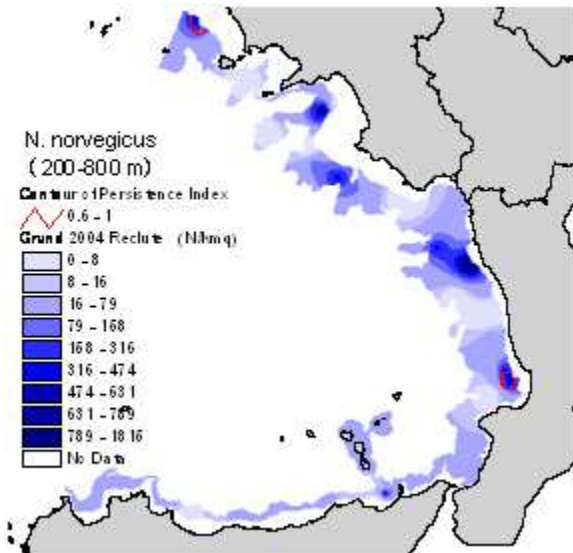 N. norvegicus
(200-800 m)
Contour of Persistence Index
0.6 - 1
Grund 2004 Reclute (N/kmq)
0 - 8
8 - 16
16 - 79
79 - 168
168 - 316
316 - 474
474 - 631
631 - 789
789 - 1816
No Data